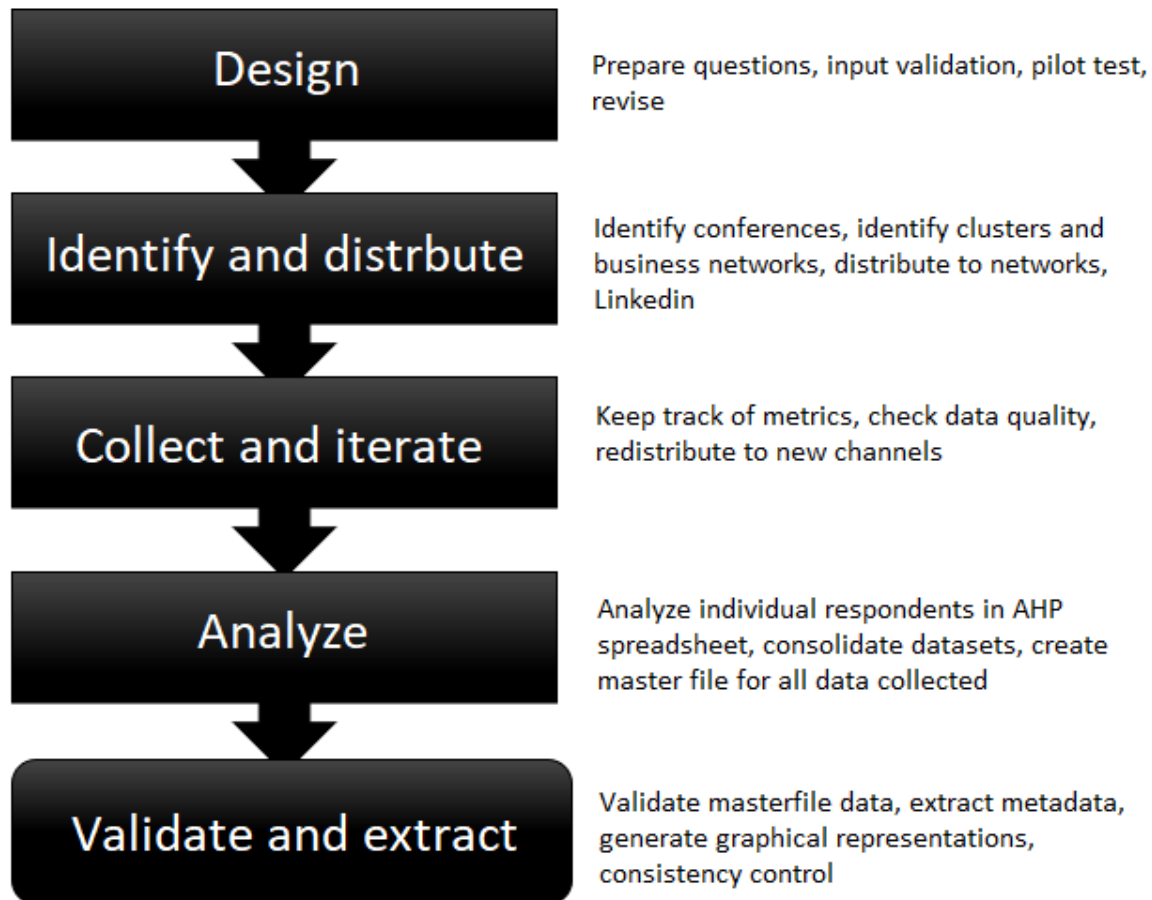 Design
Prepare questions, input validation, pilot test,
revise
Identify and distrbute
Identify conferences, identify clusters and
business networks, distribute to networks,
Linkedin
Collect and iterate
Keep track of metrics, check data quality,
redistribute to new channels
Analyze
Analyze individual respondents in AHP
spreadsheet, consolidate datasets, create
master file for all data collected
Validate and extract
Validate masterfile data, extract metadata,
generate graphical representations,
consistency control